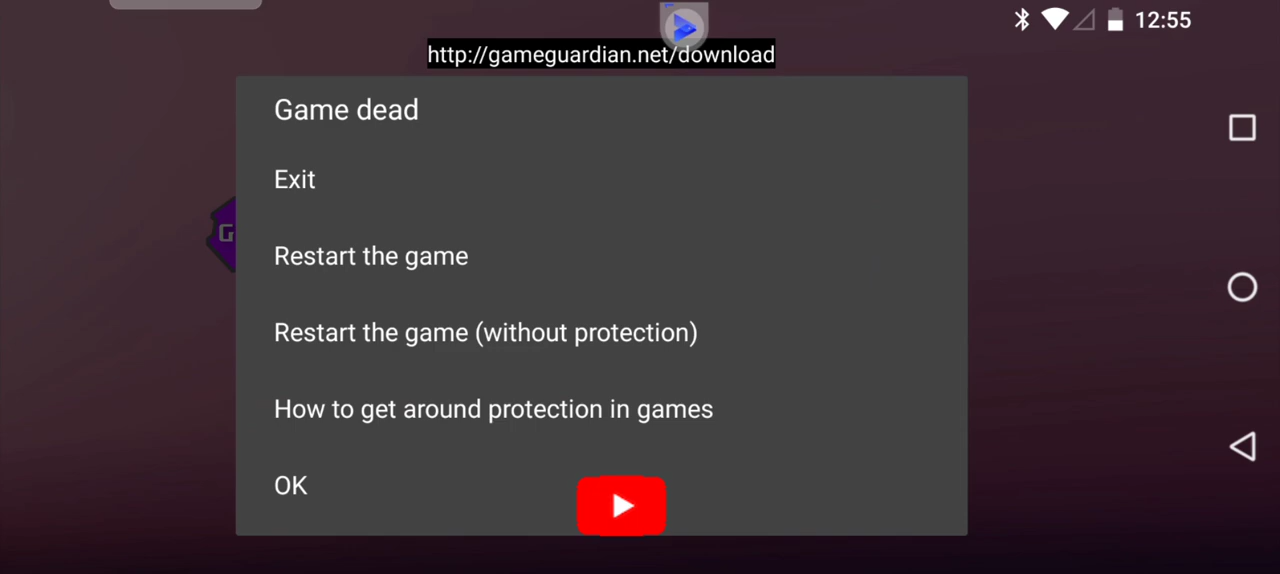 12:55
http://gameguardian.net/download
Game dead
Exit
G
Restart the game
Restart the game (without protection)
How to get around protection in games
OK